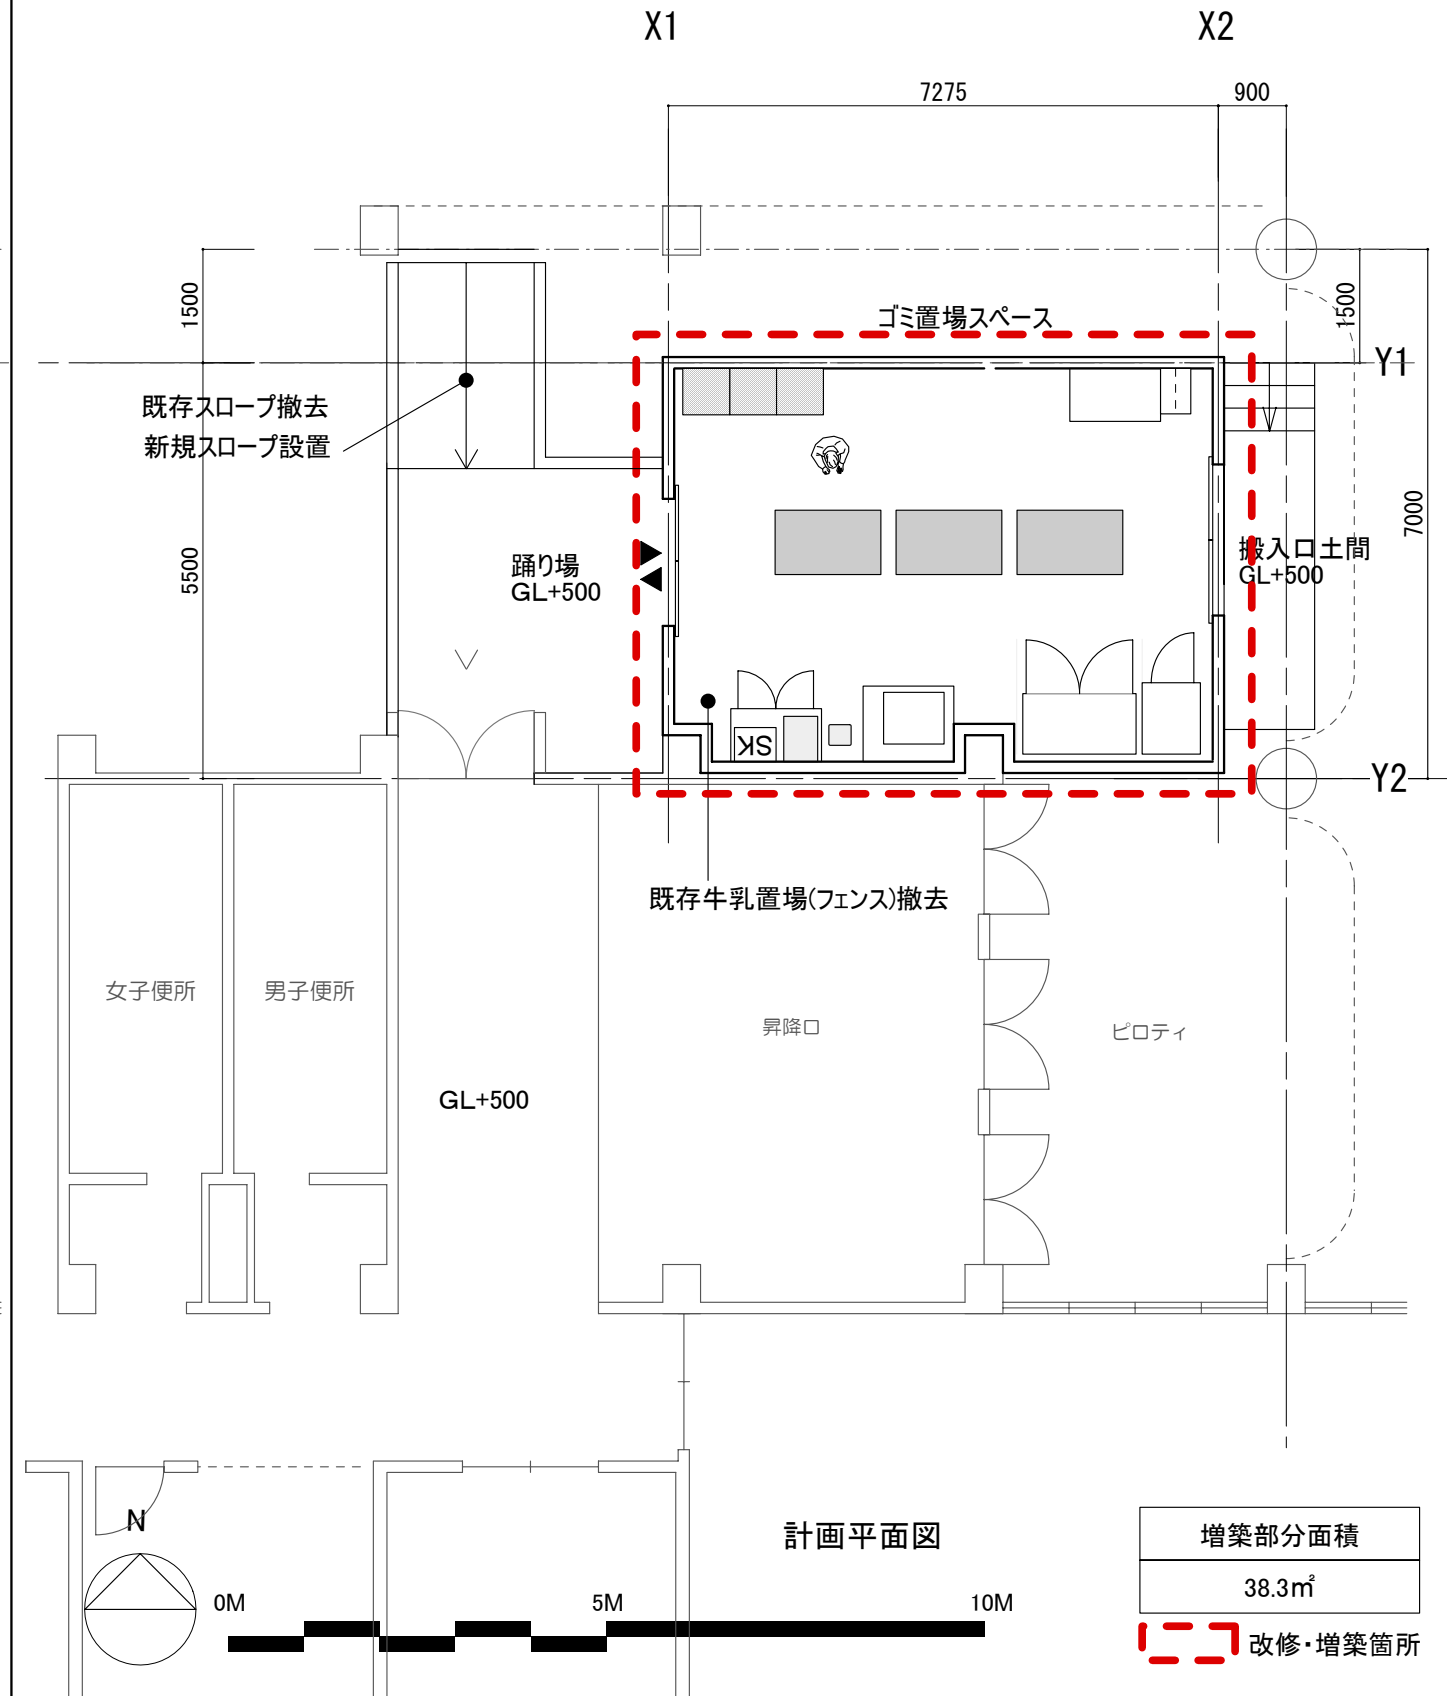 X1
X2
7275
900
1500
ゴミ置場スペース
1500
Y1
既存スロープ撤去
新規スロープ設置
7000
5500
踊り場
GL+500
搬入口土間
GL+500
SK
Y2
既存牛乳置場(フェンス)撤去
女子便所
男子便所
昇降口
ピロティ
GL+500
N
計画平面図
増築部分面積
38.3㎡
0M
5M
10M
改修・増築箇所